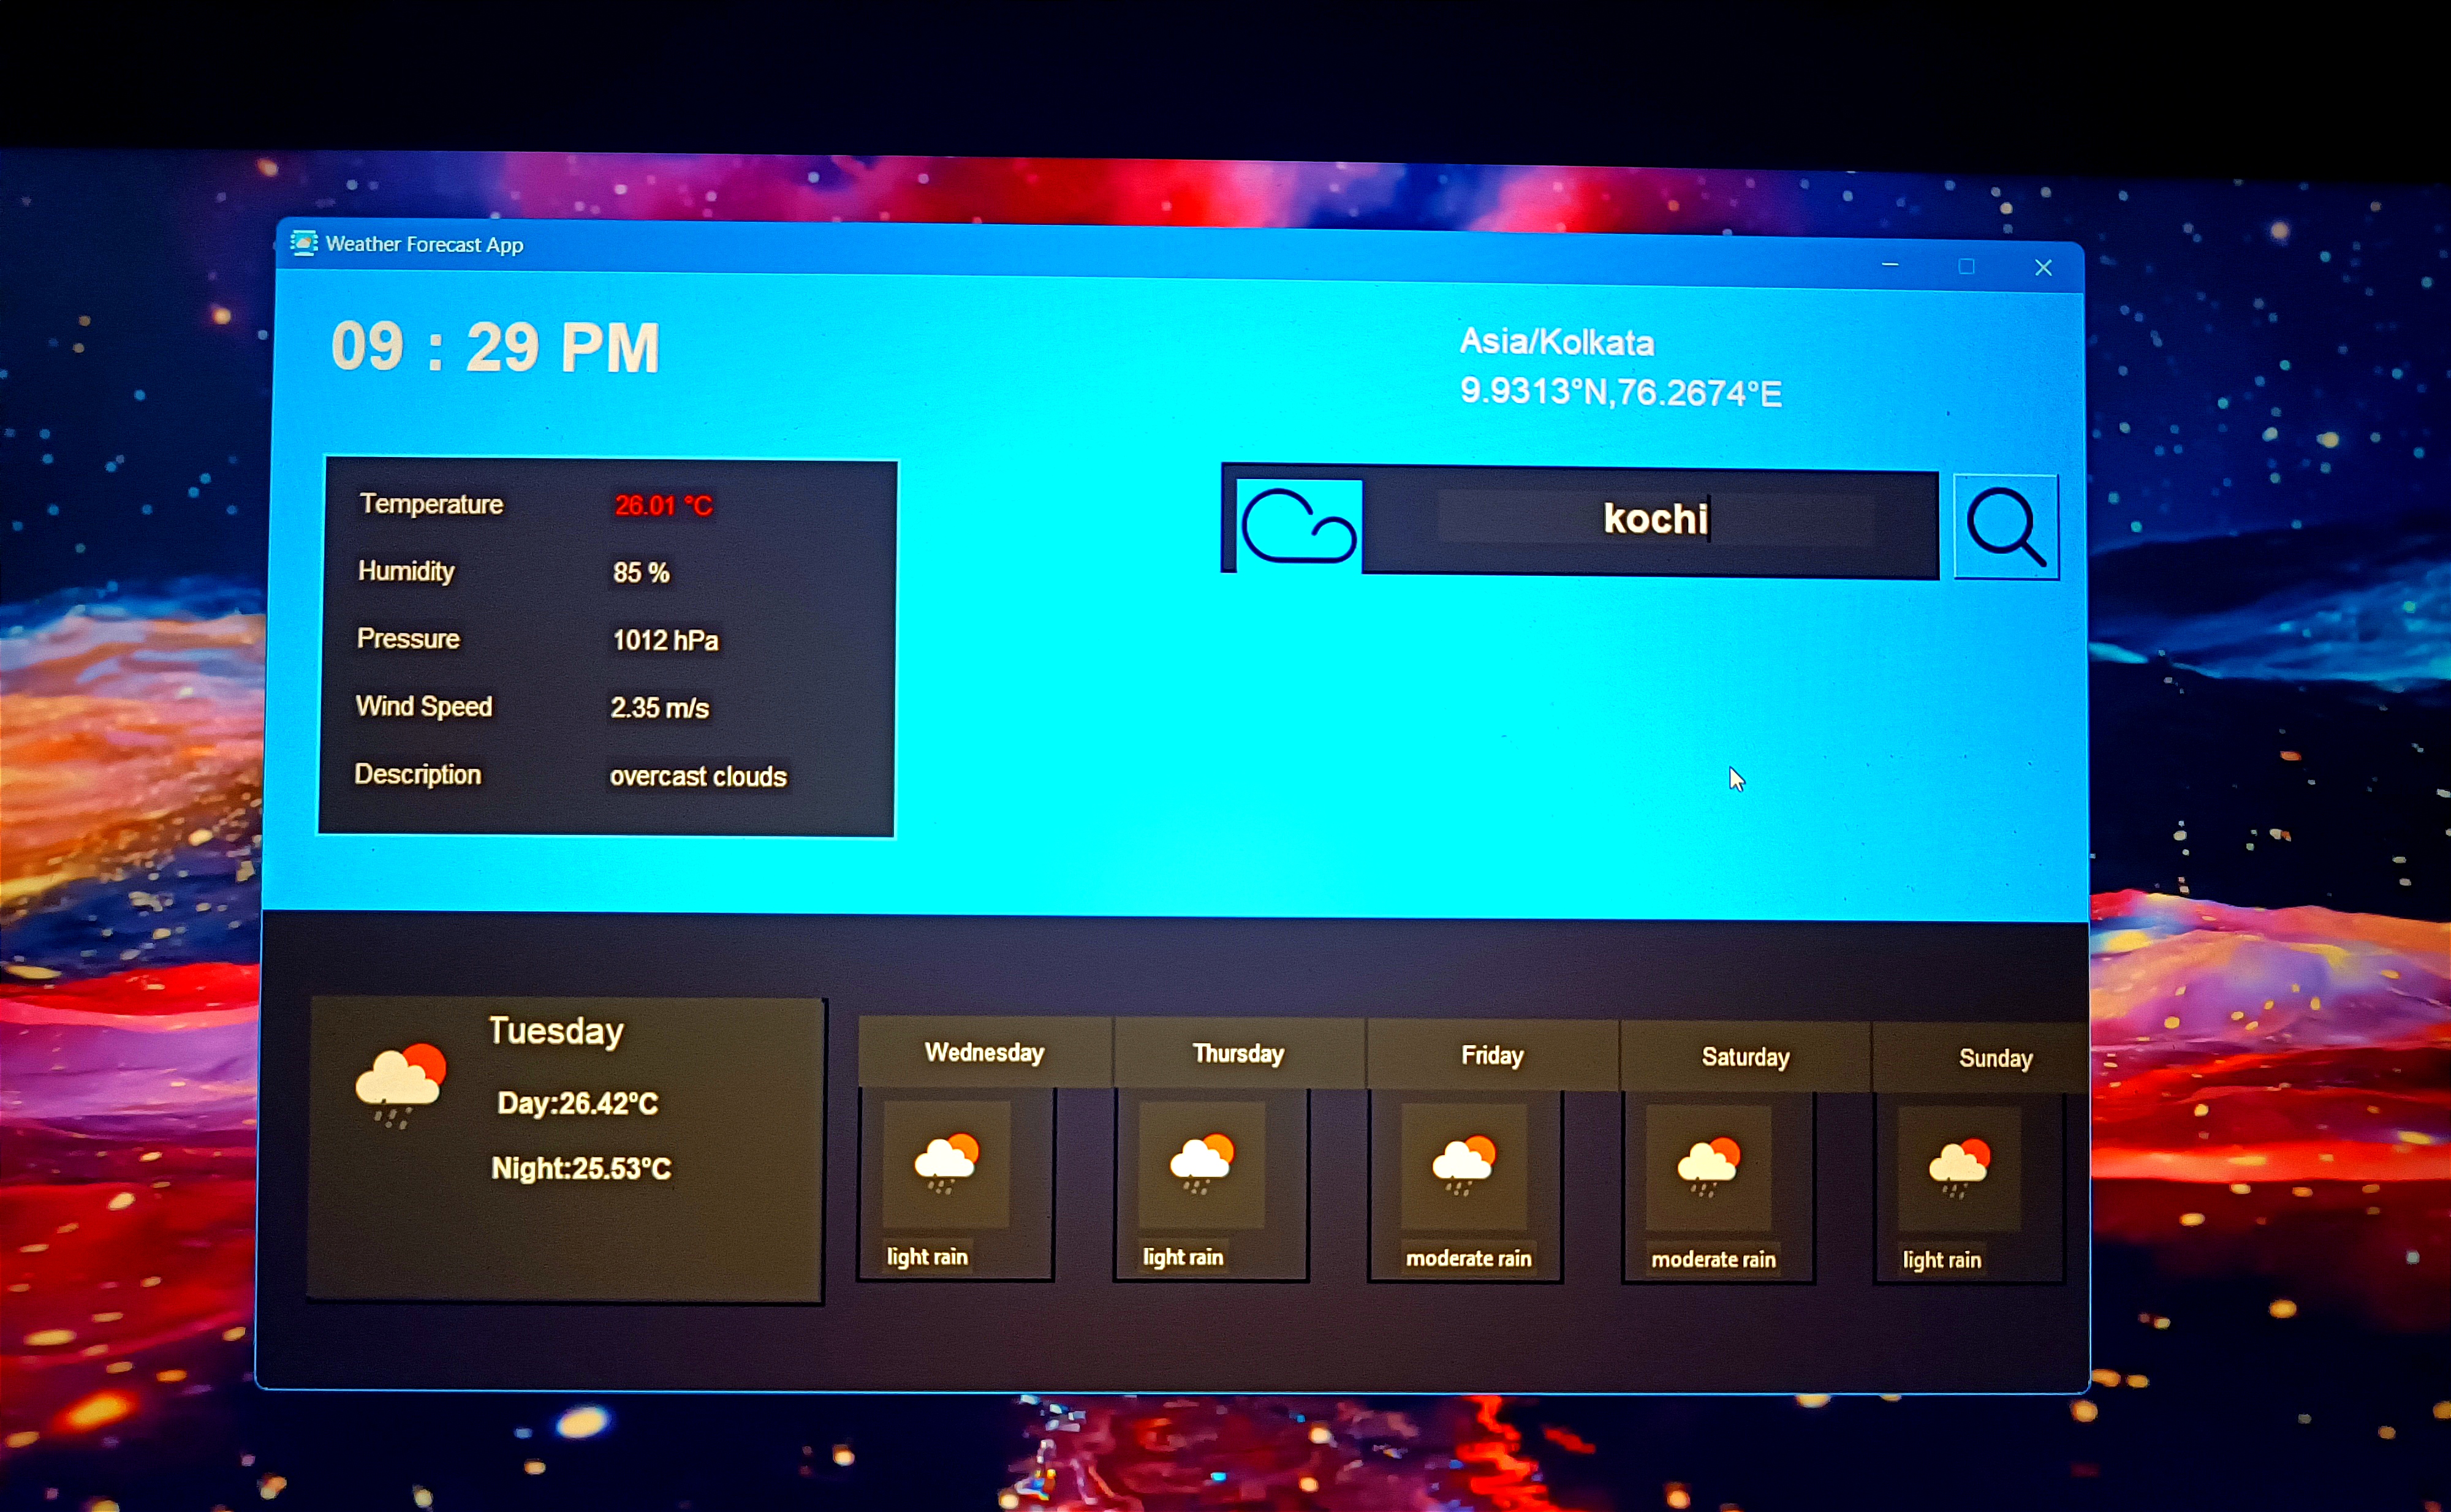 Weather Forecast App
09 : 29 PM
Asia/Kolkata
9.9313°N,76.2674°E
Temperature 26.01 °C
Humidity 85 %
Pressure 1012 hPa
Wind Speed 2.35 m/s
Description overcast clouds
kochi
Tuesday
Day:26.42°C
Night:25.53°C
Wednesday Thursday Friday Saturday Sunday
light rain light rain moderate rain moderate rain light rain